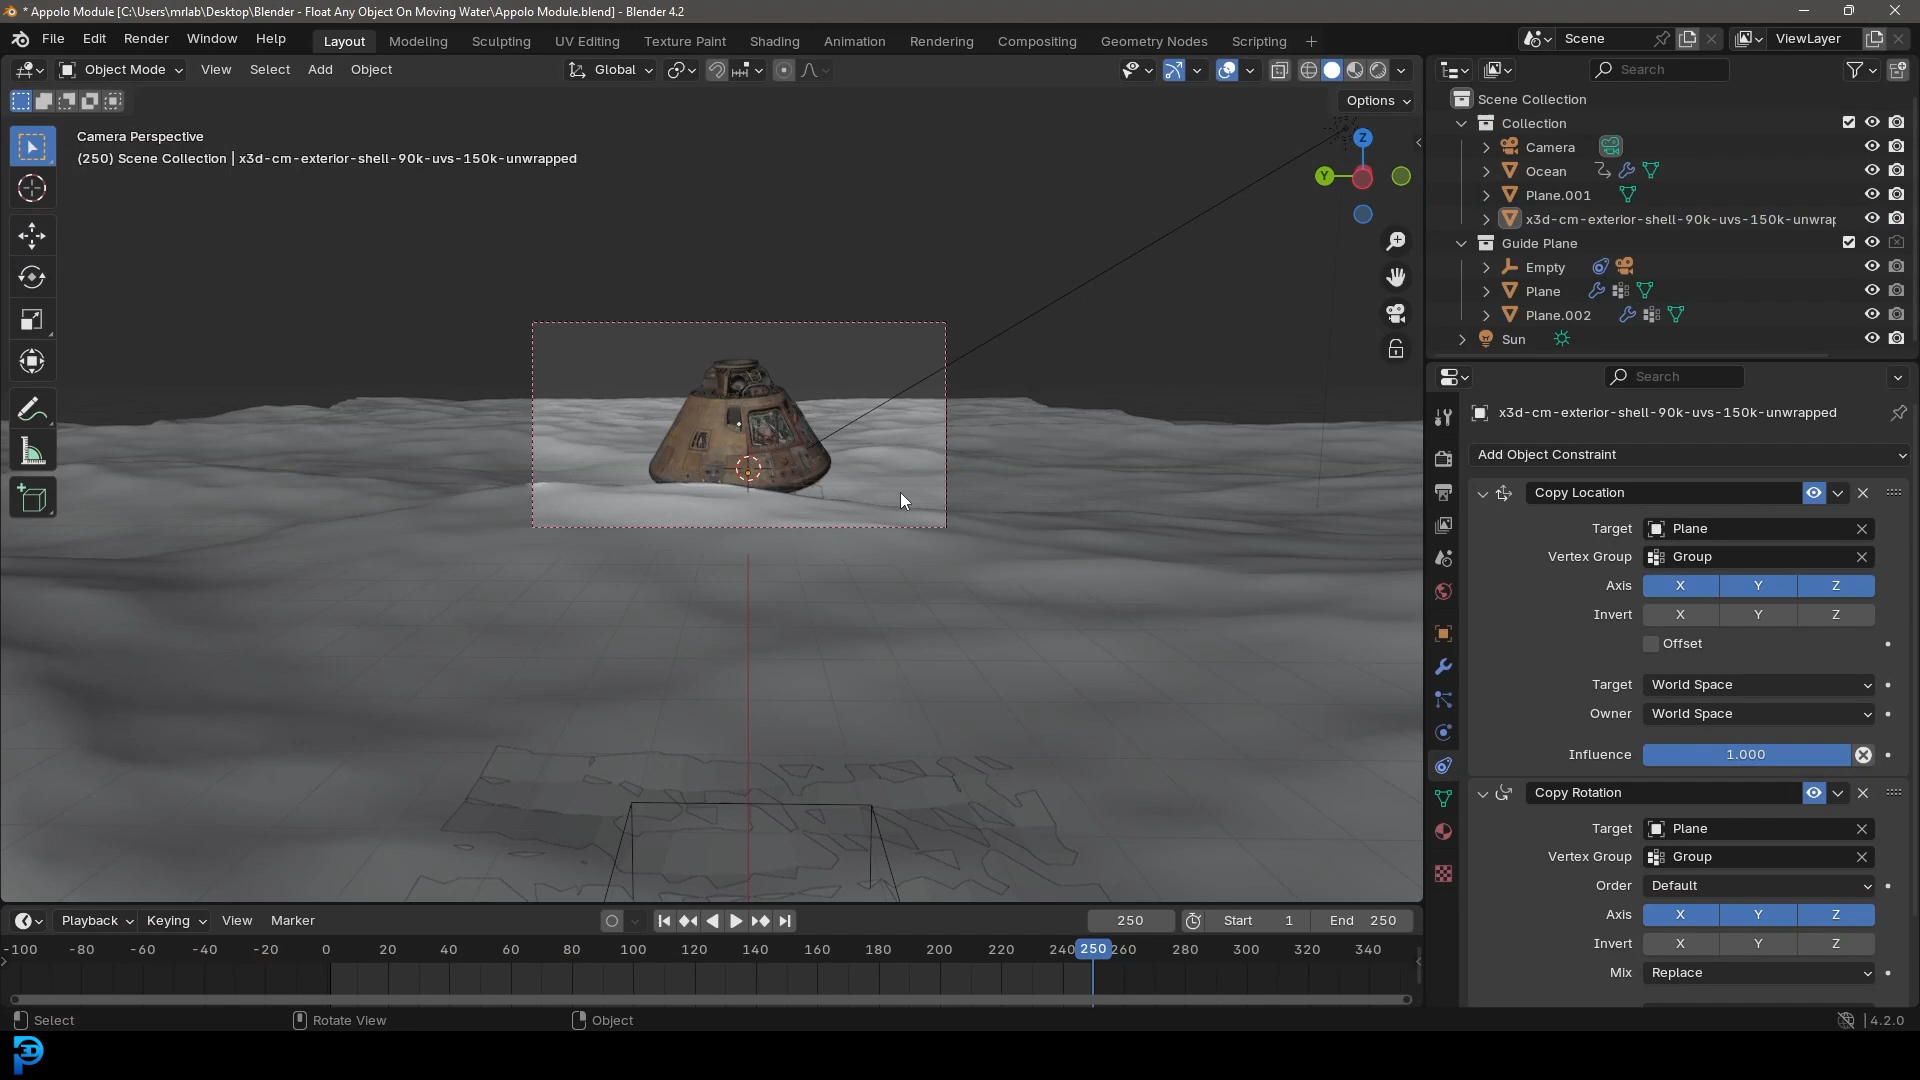 * Appolo Module [C:\Users\mrlab\Desktop\Blender - Float Any Object On Moving Water\Appolo Module.blend] - Blender 4.2
File Edit Render Window Help Layout Modeling Sculpting UV Editing Texture Paint Shading Animation Rendering Compositing Geometry Nodes Scripting + Scene ViewLayer
Object Mode View Select Add Object Global Search
Options
Camera Perspective
(250) Scene Collection | x3d-cm-exterior-shell-90k-uvs-150k-unwrapped
Z
Y
Scene Collection
Collection
Camera
Ocean
Plane.001
x3d-cm-exterior-shell-90k-uvs-150k-unwrap
Guide Plane
Empty
Plane
Plane.002
Sun
Search
x3d-cm-exterior-shell-90k-uvs-150k-unwrapped
Add Object Constraint
Copy Location
Target Plane
Vertex Group Group
Axis X Y Z
Invert X Y Z
Offset
Target World Space
Owner World Space
Influence 1.000
Copy Rotation
Target Plane
Vertex Group Group
Order Default
Axis X Y Z
Invert X Y Z
Mix Replace
Playback Keying View Marker 250 Start 1 End 250
-100 -80 -60 -40 -20 0 20 40 60 80 100 120 140 160 180 200 220 240 250 260 280 300 320 340
Select Rotate View Object 4.2.0
3D